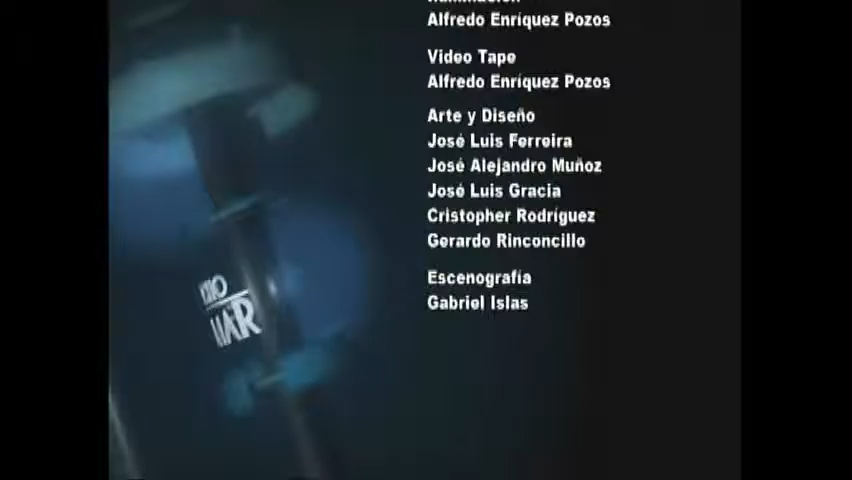 Iluminación
Alfredo Enríquez Pozos
Video Tape
Alfredo Enríquez Pozos
Arte y Diseño
José Luis Ferreira
José Alejandro Muñoz
José Luis Gracia
Cristopher Rodríguez
Gerardo Rinconcillo
Escenografía
Gabriel Islas